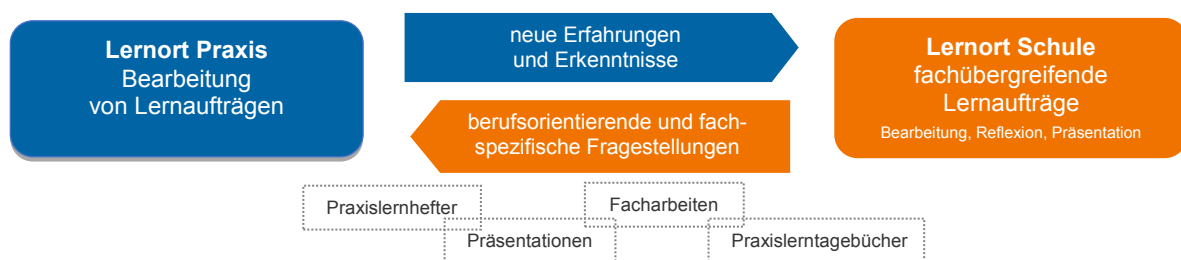 Lernort Praxis
Bearbeitung
von Lernaufträgen
neue Erfahrungen
und Erkenntnisse
berufsorientierende und fach-
spezifische Fragestellungen
Lernort Schule
fachübergreifende
Lernaufträge
Bearbeitung, Reflexion, Präsentation
Praxislernhefter
Facharbeiten
Präsentationen
Praxislerntagebücher